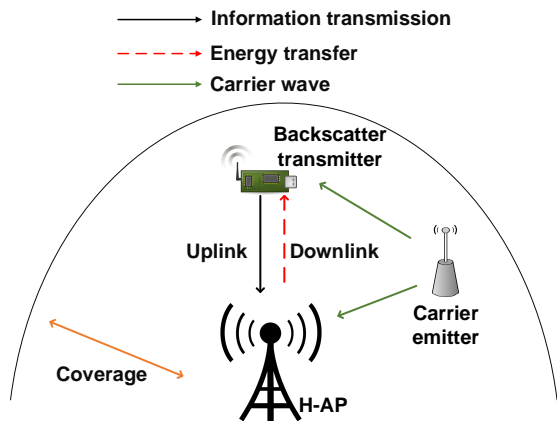 Information transmission
Energy transfer
Carrier wave
Backscatter
transmitter
Uplink
Downlink
Carrier
emitter
Coverage
H-AP